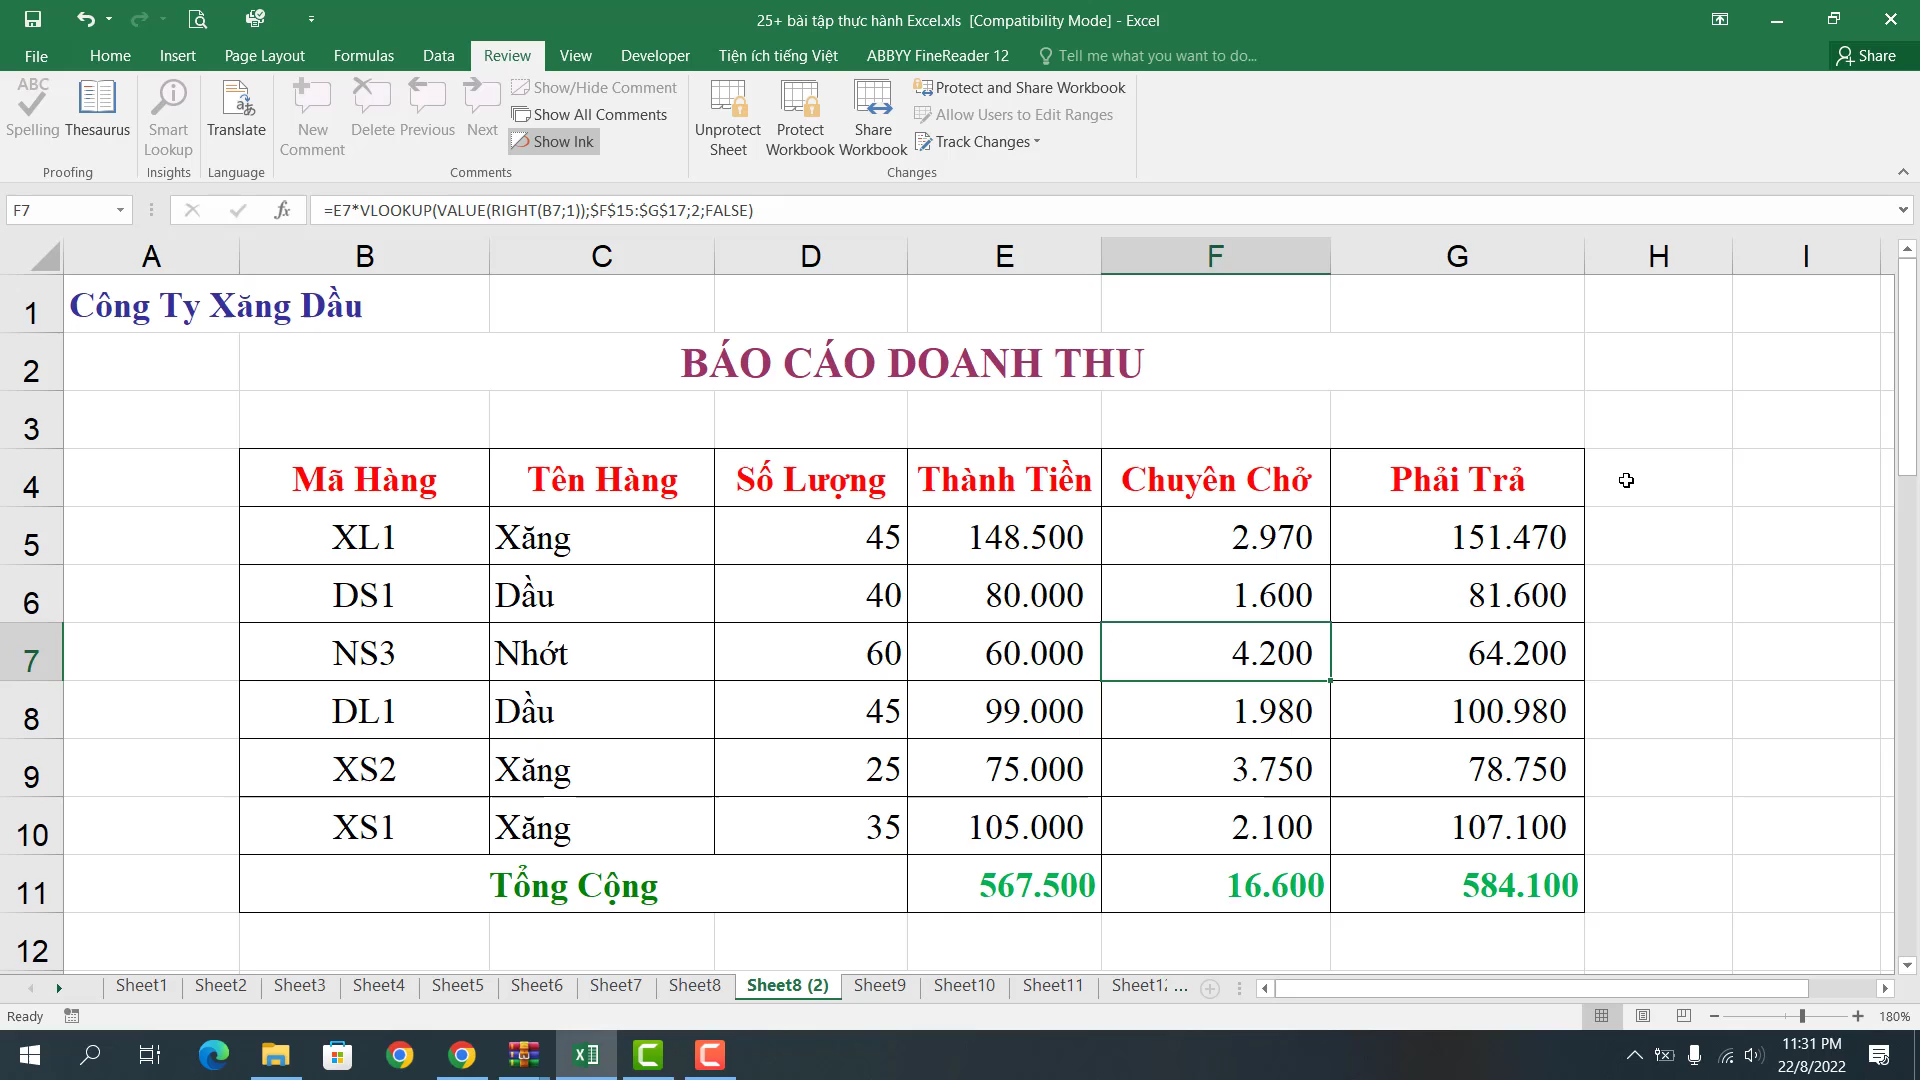 25+ bài tập thực hành Excel.xls [Compatibility Mode] - Excel
File Home Insert Page Layout Formulas Data Review View Developer Tiện ích tiếng Việt ABBYY FineReader 12 Tell me what you want to do... Share
ABC
Spelling Thesaurus Smart Lookup Translate New Comment Delete Previous Next
Show/Hide Comment
Show All Comments
Show Ink
Unprotect Sheet Protect Workbook Share Workbook
Protect and Share Workbook
Allow Users to Edit Ranges
Track Changes
Proofing Insights Language Comments Changes
F7 fx =E7*VLOOKUP(VALUE(RIGHT(B7;1));$F$15:$G$17;2;FALSE)
A B C D E F G H I
1 Công Ty Xăng Dầu
2 BÁO CÁO DOANH THU
3
4 Mã Hàng Tên Hàng Số Lượng Thành Tiền Chuyên Chở Phải Trả
5 XL1 Xăng 45 148.500 2.970 151.470
6 DS1 Dầu 40 80.000 1.600 81.600
7 NS3 Nhớt 60 60.000 4.200 64.200
8 DL1 Dầu 45 99.000 1.980 100.980
9 XS2 Xăng 25 75.000 3.750 78.750
10 XS1 Xăng 35 105.000 2.100 107.100
11 Tổng Cộng 567.500 16.600 584.100
12
Sheet1 Sheet2 Sheet3 Sheet4 Sheet5 Sheet6 Sheet7 Sheet8 Sheet8 (2) Sheet9 Sheet10 Sheet11 Sheet12 ...
Ready 180%
11:31 PM
22/8/2022